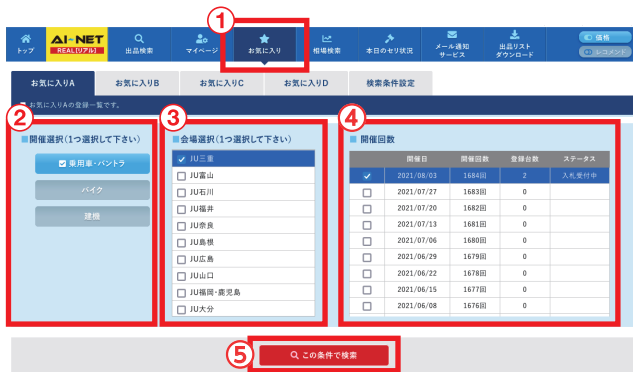 ①
トップ
AI-NET
REAL[リアル]
出品検索
マイページ
お気に入り
相場検索
本日のセリ状況
メール通知
サービス
出品リスト
ダウンロード
価格
レコメンド
お気に入りA
お気に入りB
お気に入りC
お気に入りD
検索条件設定
お気に入りAの登録一覧です。
②
③
④
■開催選択(1つ選択して下さい)
乗用車・バントラ
バイク
建機
■会場選択(1つ選択して下さい)
JU三重
JU富山
JU石川
JU福井
JU奈良
JU島根
JU広島
JU山口
JU福岡・鹿児島
JU大分
■ 開催回数
開催日 開催回数 登録台数 ステータス
2021/08/03 1684回 2 入札受付中
2021/07/27 1683回 0
2021/07/20 1682回 0
2021/07/13 1681回 0
2021/07/06 1680回 0
2021/06/29 1679回 0
2021/06/22 1678回 0
2021/06/15 1677回 0
2021/06/08 1676回 0
⑤
この条件で検索